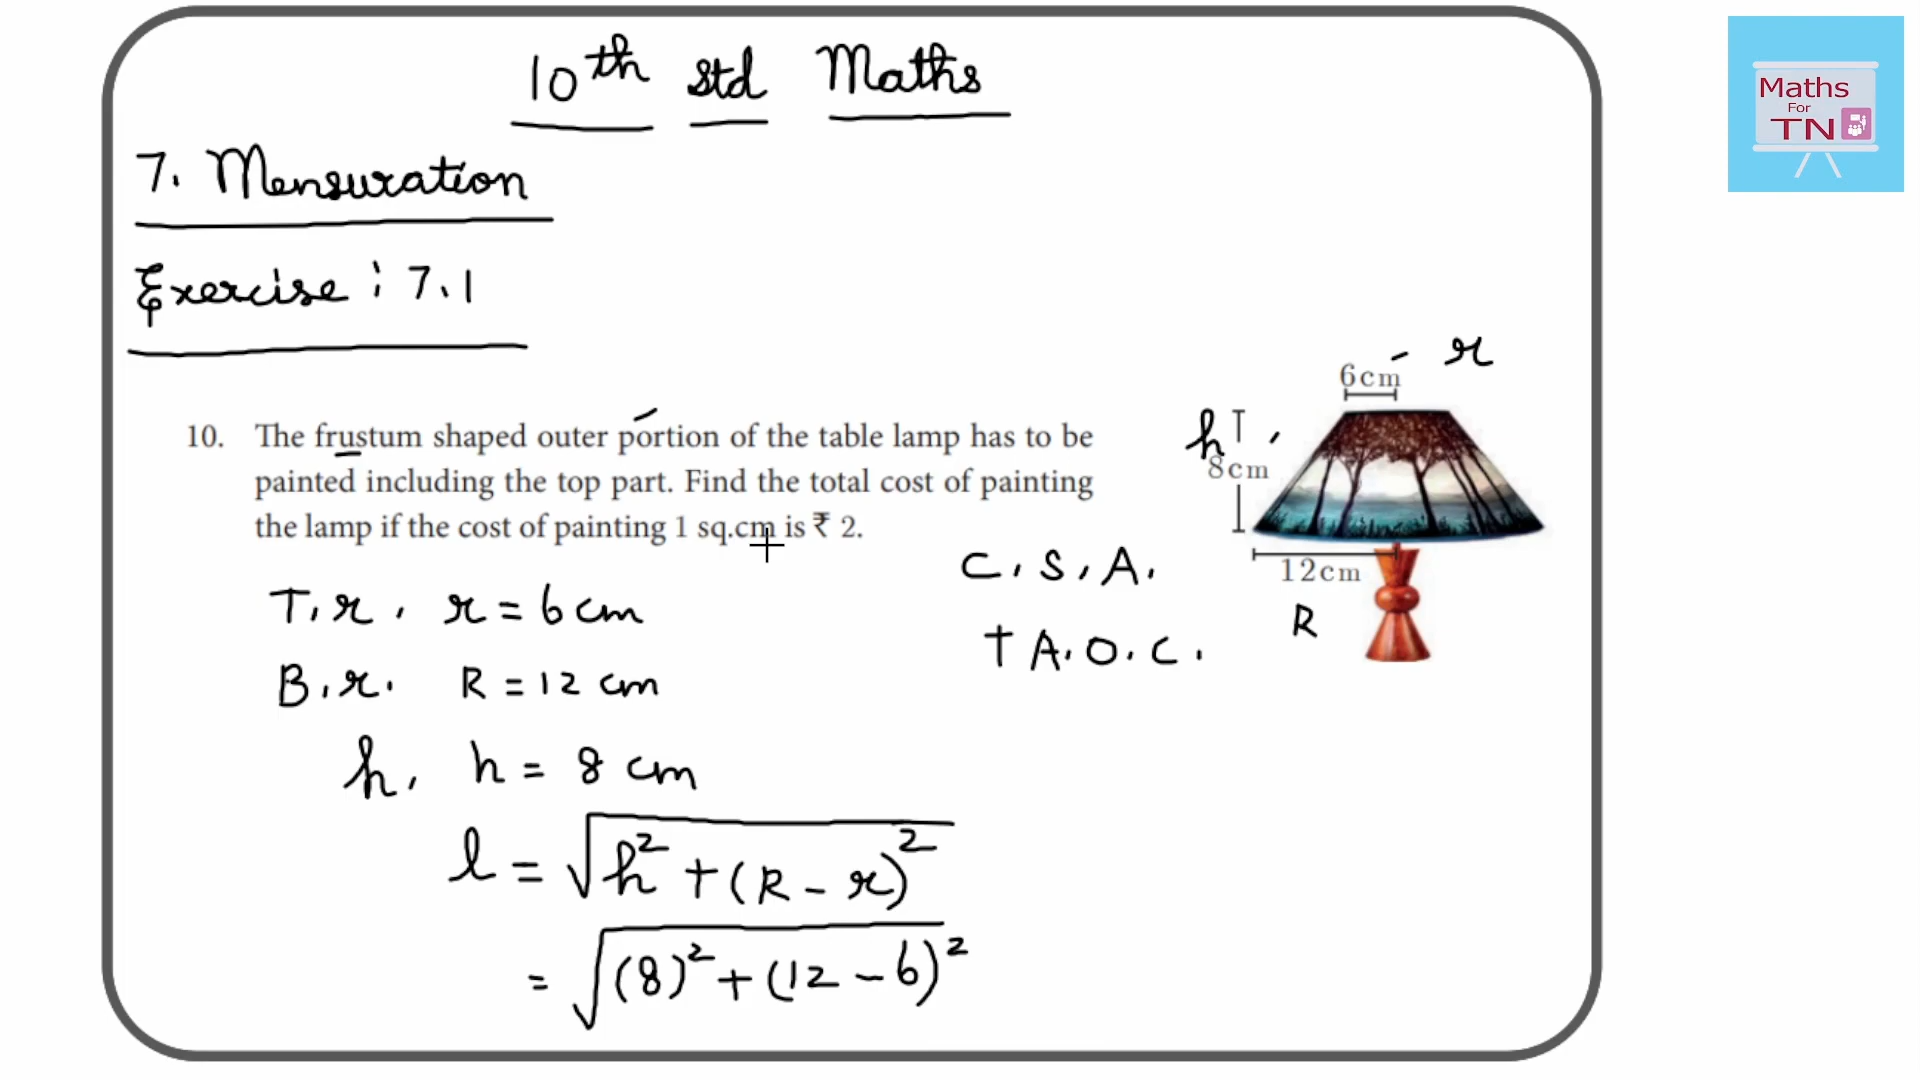 10th std Maths
Maths
For
TN
7. Mensuration
Exercise : 7.1
r
6cm
h
8cm
10. The frustum shaped outer portion of the table lamp has to be
painted including the top part. Find the total cost of painting
the lamp if the cost of painting 1 sq.cm is ₹ 2.
12cm
R
C.S.A.
T A.O.C.
T.r. r = 6 cm
B.r. R = 12 cm
h. h = 8 cm
l = √h² + (R - r)²
= √(8)² + (12 - 6)²